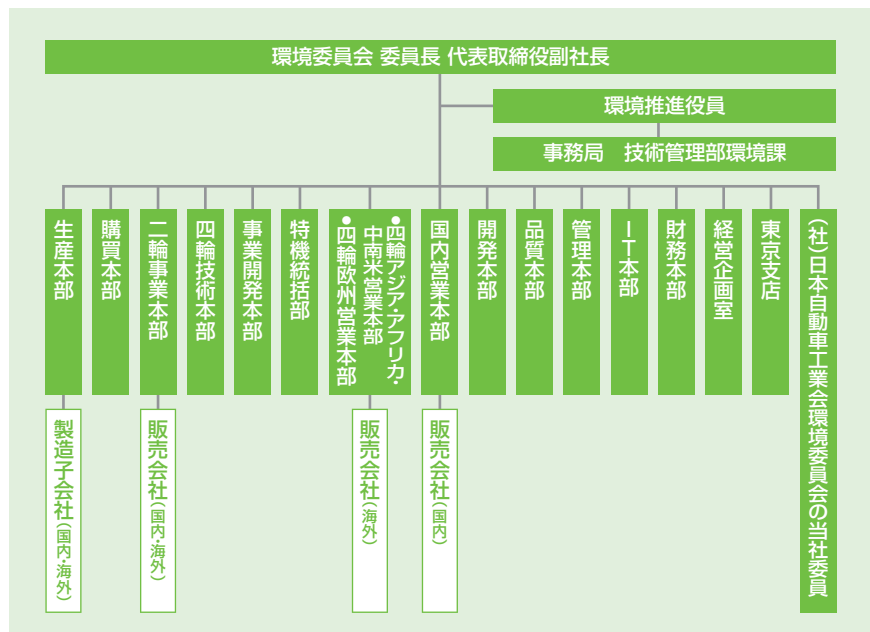 環境委員会 委員長 代表取締役副社長
環境推進役員
事務局　技術管理部環境課
生産本部
購買本部
二輪事業本部
四輪技術本部
事業開発本部
特機統括部
●四輪アジア・アフリカ・
中南米営業本部
●四輪欧州営業本部
国内営業本部
開発本部
品質本部
管理本部
IT本部
財務本部
経営企画室
東京支店
(社)日本自動車工業会環境委員会の当社委員
製造子会社(国内・海外)
販売会社(国内・海外)
販売会社(海外)
販売会社(国内)